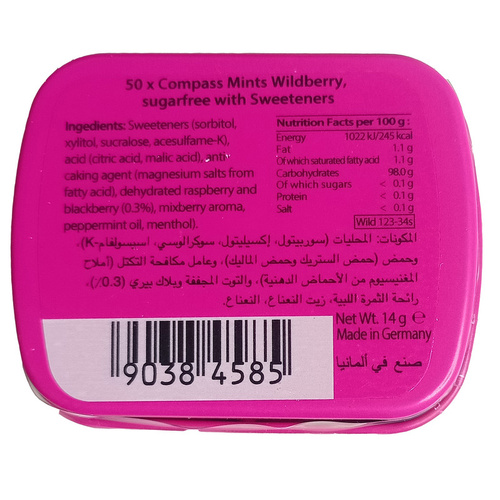 50 x Compass Mints Wildberry,
sugarfree with Sweeteners
Ingedients: Sweeteners (sorbitol,
xylitol, sucralose, acesulfame-K),
acid (citric acid, malic acid), anti
caking agent (magnesium salts from
fatty acid), dehydrated raspberry and
blackberry (0.3%), mixberry aroma,
peppermint oil, menthol).
Nutrition Facts per 100 g :
Energy 1022 kJ/245 kcal
Fat 1.1 g
Of which saturated fatty acid 1.1 g
Carbohydrates 98.0 g
Of which sugars < 0.1 g
Protein < 0.1 g
Salt < 0.1 g
Wild 123-34s
المكونات: المحليات (سوربيتول، إكسيليتول، سوكرالوسي، اسيسولفام-K)،
وحمض (حمض الستريك وحمض الماليك)، وعامل مكافحة التكتل (أملاح
المغنيسيوم من الأحماض الدهنية)، والتوت المجففة وبلاك بيري (٠.٣٪)،
رائحة الثمرة اللبية، زيت النعناع، النعناع.
Net Wt. 14 g e
Made in Germany
صنع في ألمانيا
9038 4585